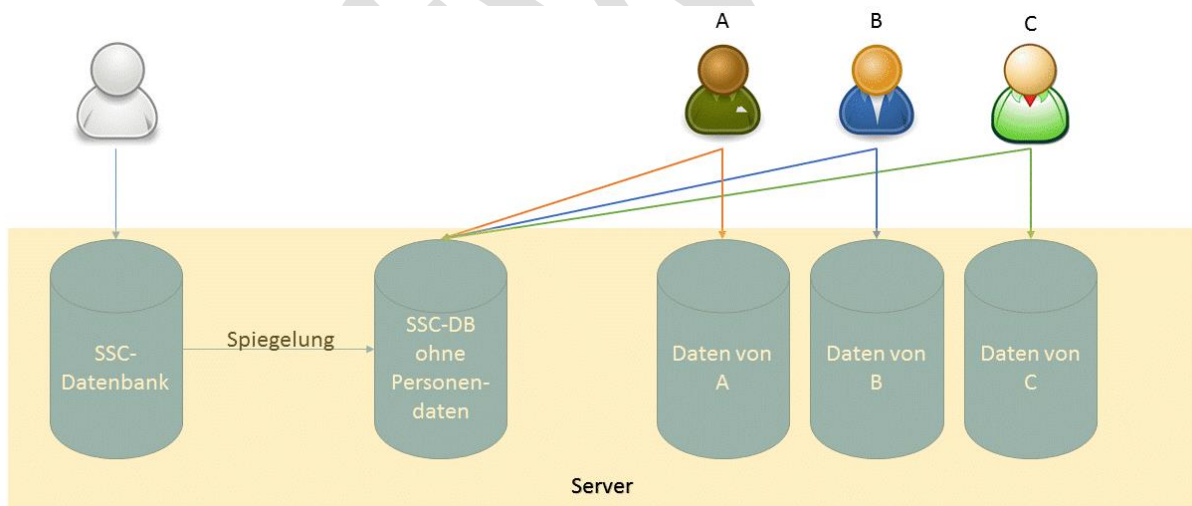 A
B
C
SSC-
Datenbank
Spiegelung
SSC-DB
ohne
Personen-
daten
Daten von
A
Daten von
B
Daten von
C
Server